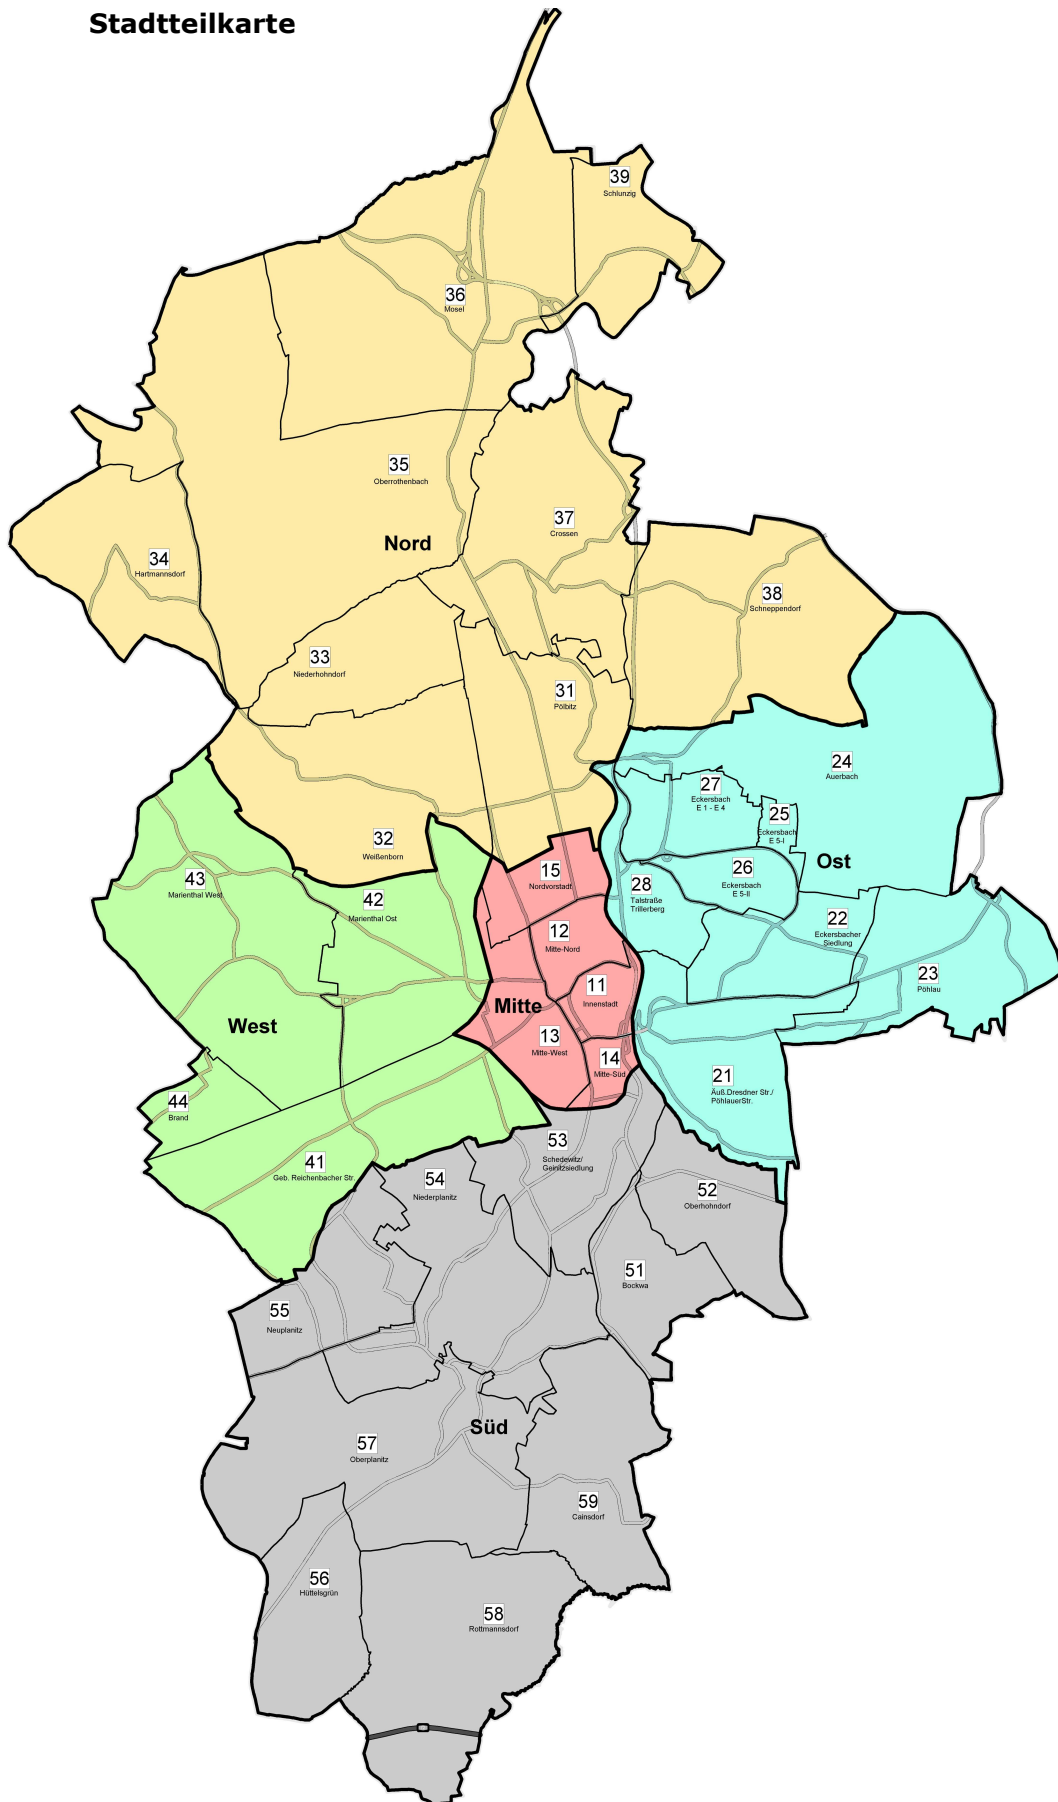 Stadtteilkarte
39
Schlunzig
36
Mosel
35
Oberrothenbach
37
Crossen
Nord
34
Hartmannsdorf
38
Schneppendorf
33
Niederhohndorf
31
Pölbitz
24
Auerbach
27
Eckersbach
E 1 - E 4
25
Eckersbach
E 5-I
32
Weißenborn
Ost
15
Nordvorstadt
26
Eckersbach
E 5-II
43
Marienthal West
42
Marienthal Ost
28
Talstraße
Trillerberg
22
Eckersbacher
Siedlung
12
Mitte-Nord
23
Pöhlau
11
Innenstadt
Mitte
West
13
Mitte-West
14
Mitte-Süd
21
Äuß.Dresdner Str./
PöhlauerStr.
44
Brand
53
Schedewitz/
Geinitzsiedlung
41
Geb. Reichenbacher Str.
54
Niederplanitz
52
Oberhohndorf
51
Bockwa
55
Neuplanitz
Süd
57
Oberplanitz
59
Cainsdorf
56
Hüttelsgrün
58
Rottmannsdorf